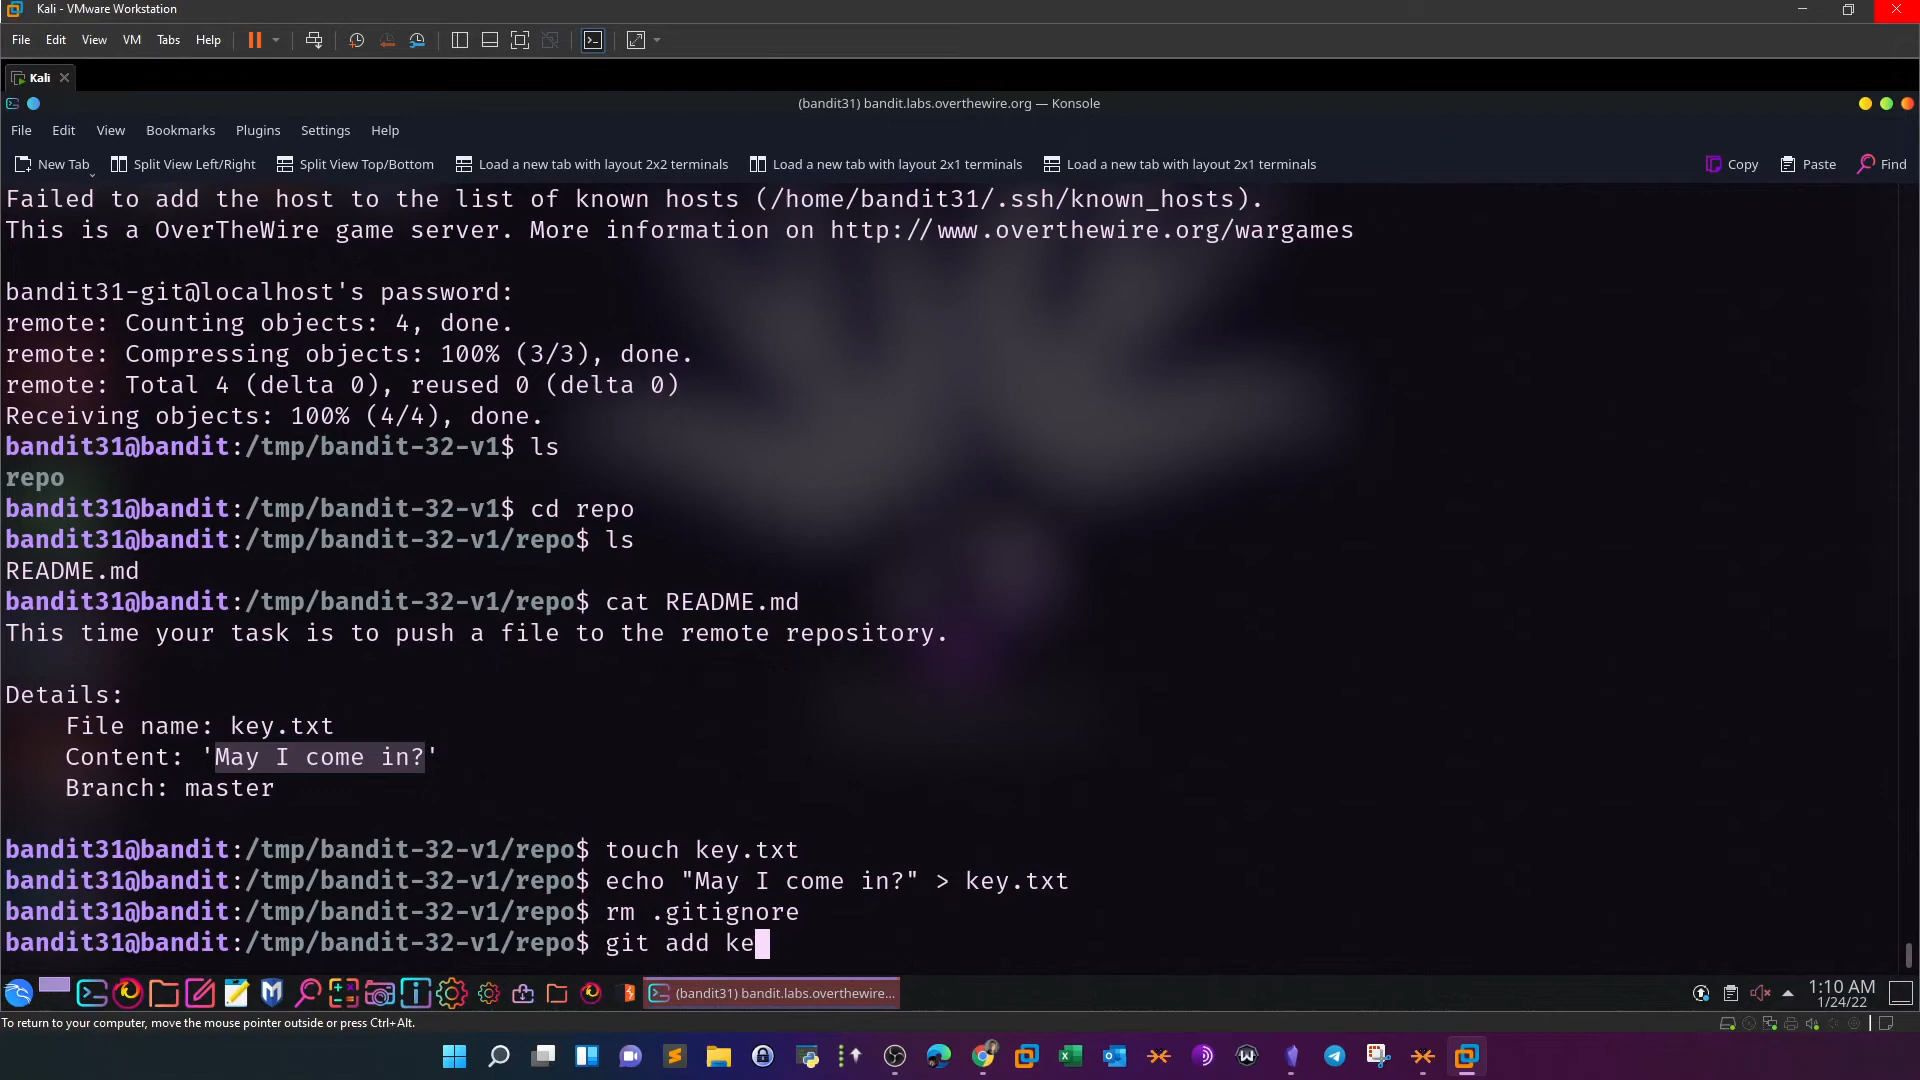 Kali - VMware Workstation
File Edit View VM Tabs Help
Kali
(bandit31) bandit.labs.overthewire.org — Konsole
File Edit View Bookmarks Plugins Settings Help
New Tab Split View Left/Right Split View Top/Bottom Load a new tab with layout 2x2 terminals Load a new tab with layout 2x1 terminals Load a new tab with layout 2x1 terminals Copy Paste Find
Failed to add the host to the list of known hosts (/home/bandit31/.ssh/known_hosts).
This is a OverTheWire game server. More information on http://www.overthewire.org/wargames
bandit31-git@localhost's password:
remote: Counting objects: 4, done.
remote: Compressing objects: 100% (3/3), done.
remote: Total 4 (delta 0), reused 0 (delta 0)
Receiving objects: 100% (4/4), done.
bandit31@bandit:/tmp/bandit-32-v1$ ls
repo
bandit31@bandit:/tmp/bandit-32-v1$ cd repo
bandit31@bandit:/tmp/bandit-32-v1/repo$ ls
README.md
bandit31@bandit:/tmp/bandit-32-v1/repo$ cat README.md
This time your task is to push a file to the remote repository.
Details:
File name: key.txt
Content: 'May I come in?'
Branch: master
bandit31@bandit:/tmp/bandit-32-v1/repo$ touch key.txt
bandit31@bandit:/tmp/bandit-32-v1/repo$ echo "May I come in?" > key.txt
bandit31@bandit:/tmp/bandit-32-v1/repo$ rm .gitignore
bandit31@bandit:/tmp/bandit-32-v1/repo$ git add ke
(bandit31) bandit.labs.overthewire...
1:10 AM
1/24/22
To return to your computer, move the mouse pointer outside or press Ctrl+Alt.